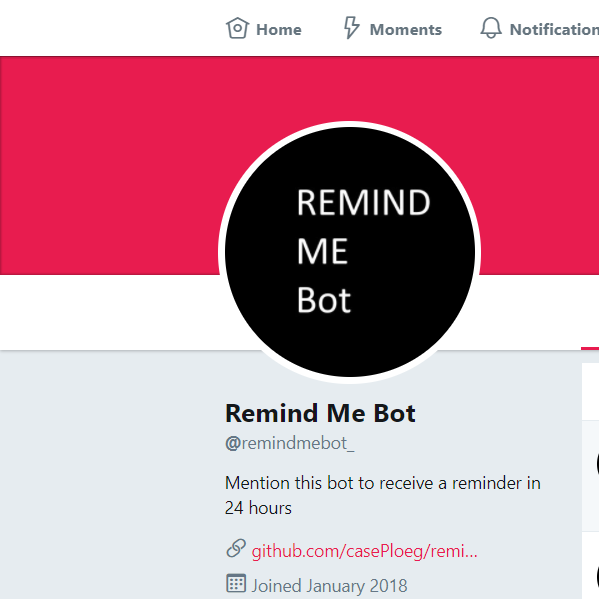 Home Moments Notification
REMIND
ME
Bot
Remind Me Bot
@remindmebot_
Mention this bot to receive a reminder in
24 hours
github.com/casePloeg/remi...
Joined January 2018